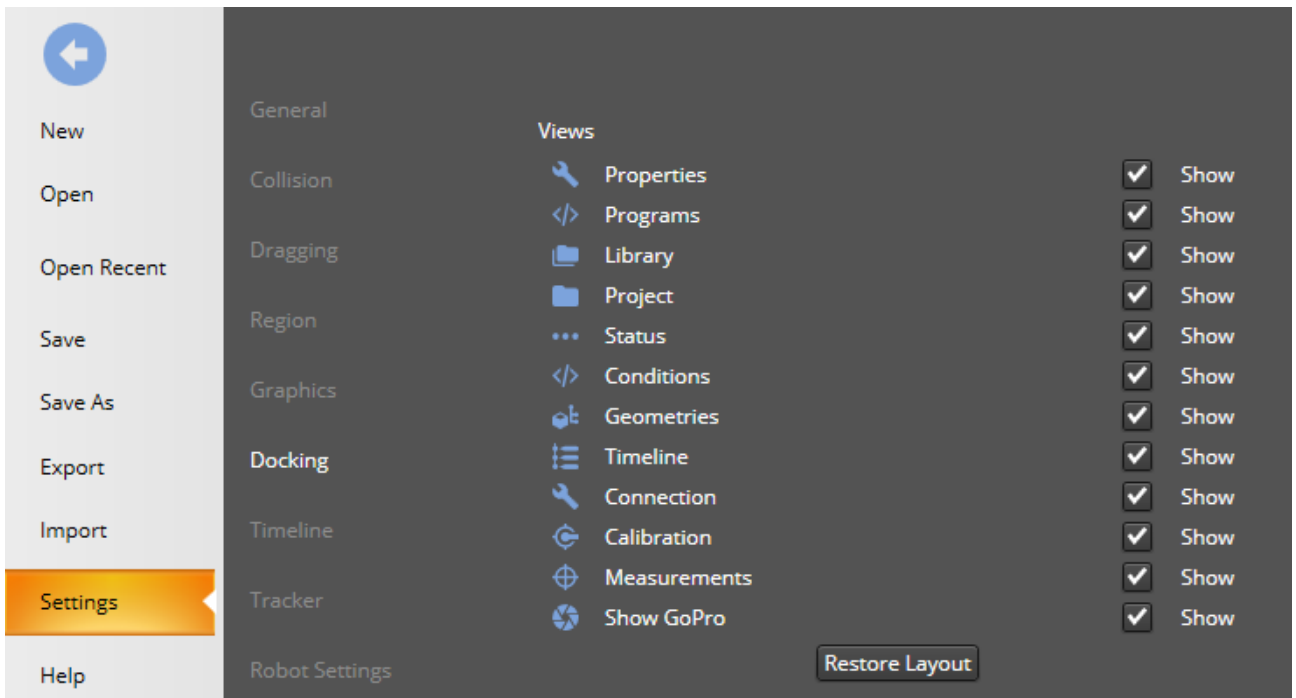 New
Open
Open Recent
Save
Save As
Export
Import
Settings
Help
General
Collision
Dragging
Region
Graphics
Docking
Timeline
Tracker
Robot Settings
Views
Properties Show
Programs Show
Library Show
Project Show
Status Show
Conditions Show
Geometries Show
Timeline Show
Connection Show
Calibration Show
Measurements Show
Show GoPro Show
Restore Layout